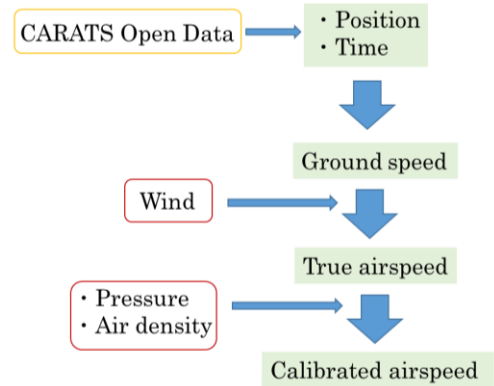 CARATS Open Data
・Position
・Time
Ground speed
Wind
True airspeed
・Pressure
・Air density
Calibrated airspeed